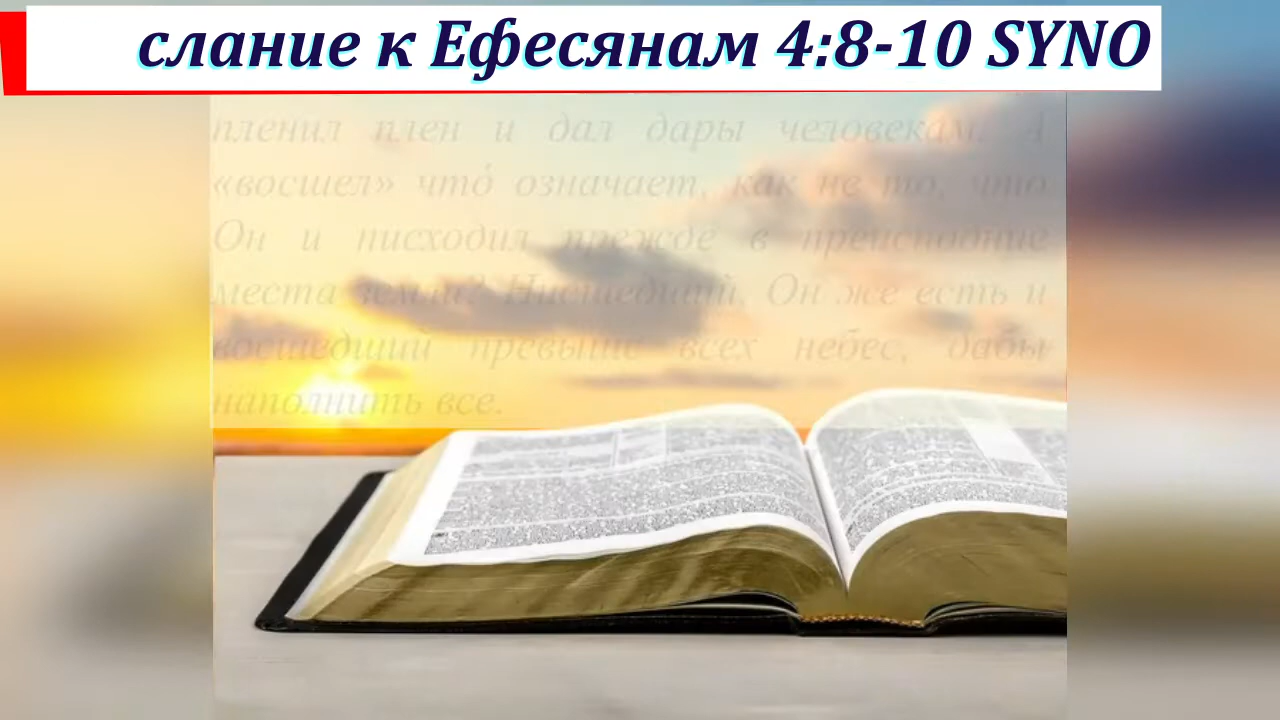 слание к Ефесянам 4:8-10 SYNO
пленил плен и дал дары человекам. А
«восшел» что́ означает, как не то, что
Он и нисходил прежде в преисподние
места земли? Нисшедший, Он же есть и
восшедший превыше всех небес, дабы
наполнить все.